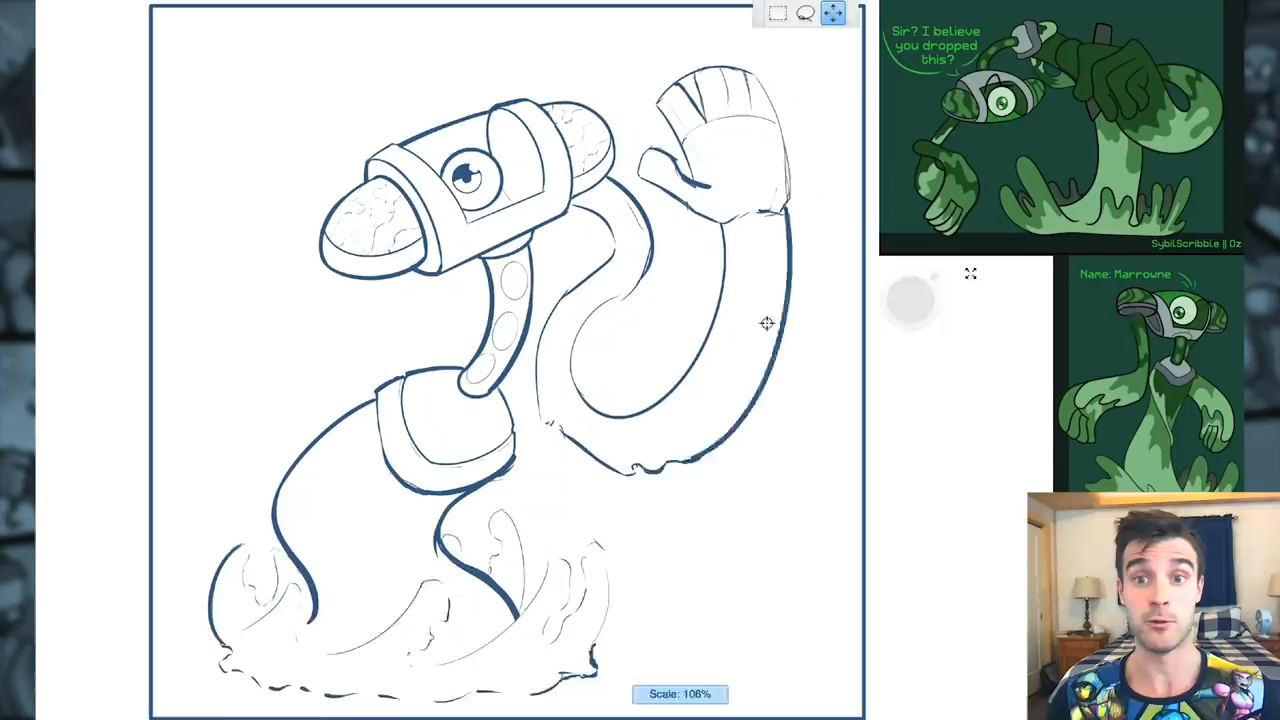 Sir? I believe
you dropped
this?
SybilScribble || Oz
Name: Marrowne
Scale: 106%